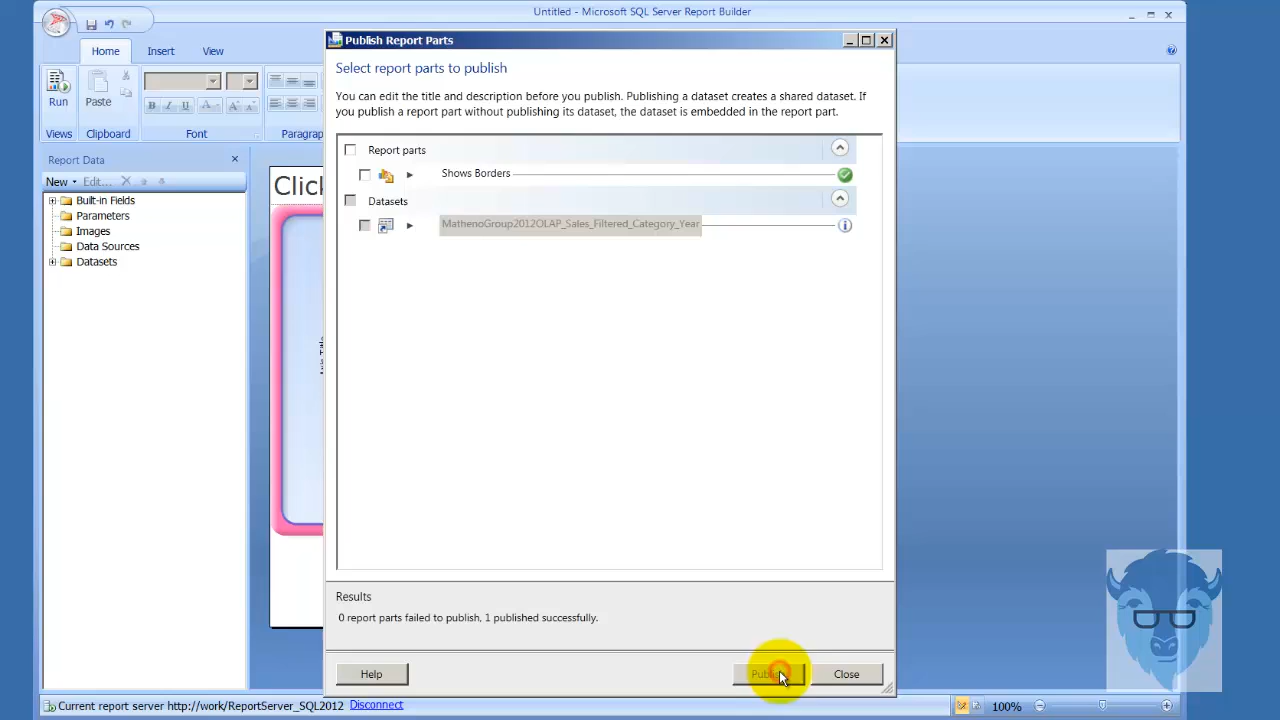 Untitled - Microsoft SQL Server Report Builder
Home Insert View
Run Paste
B I U A A A
Views Clipboard Font Paragrap
Report Data
New Edit...
Built-in Fields
Parameters
Images
Data Sources
Datasets
Click
Publish Report Parts
Select report parts to publish
You can edit the title and description before you publish. Publishing a dataset creates a shared dataset. If
you publish a report part without publishing its dataset, the dataset is embedded in the report part.
Report parts
Shows Borders
Datasets
MathenoGroup2012OLAP_Sales_Filtered_Category_Year
Results
0 report parts failed to publish, 1 published successfully.
Help Close
Current report server http://work/ReportServer_SQL2012 Disconnect
100%